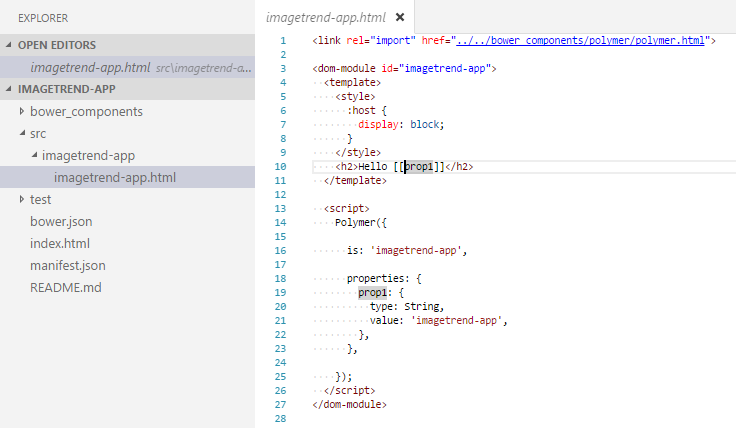 EXPLORER
OPEN EDITORS
imagetrend-app.html src\imagetrend-a...
IMAGETREND-APP
bower_components
src
imagetrend-app
imagetrend-app.html
test
bower.json
index.html
manifest.json
README.md
imagetrend-app.html ×
1 <link rel="import" href="../../bower_components/polymer/polymer.html">
2
3 <dom-module id="imagetrend-app">
4   <template>
5     <style>
6       :host {
7         display: block;
8       }
9     </style>
10     <h2>Hello [[prop1]]</h2>
11   </template>
12
13   <script>
14     Polymer({
15
16       is: 'imagetrend-app',
17
18       properties: {
19         prop1: {
20           type: String,
21           value: 'imagetrend-app',
22         },
23       },
24
25     });
26   </script>
27 </dom-module>
28